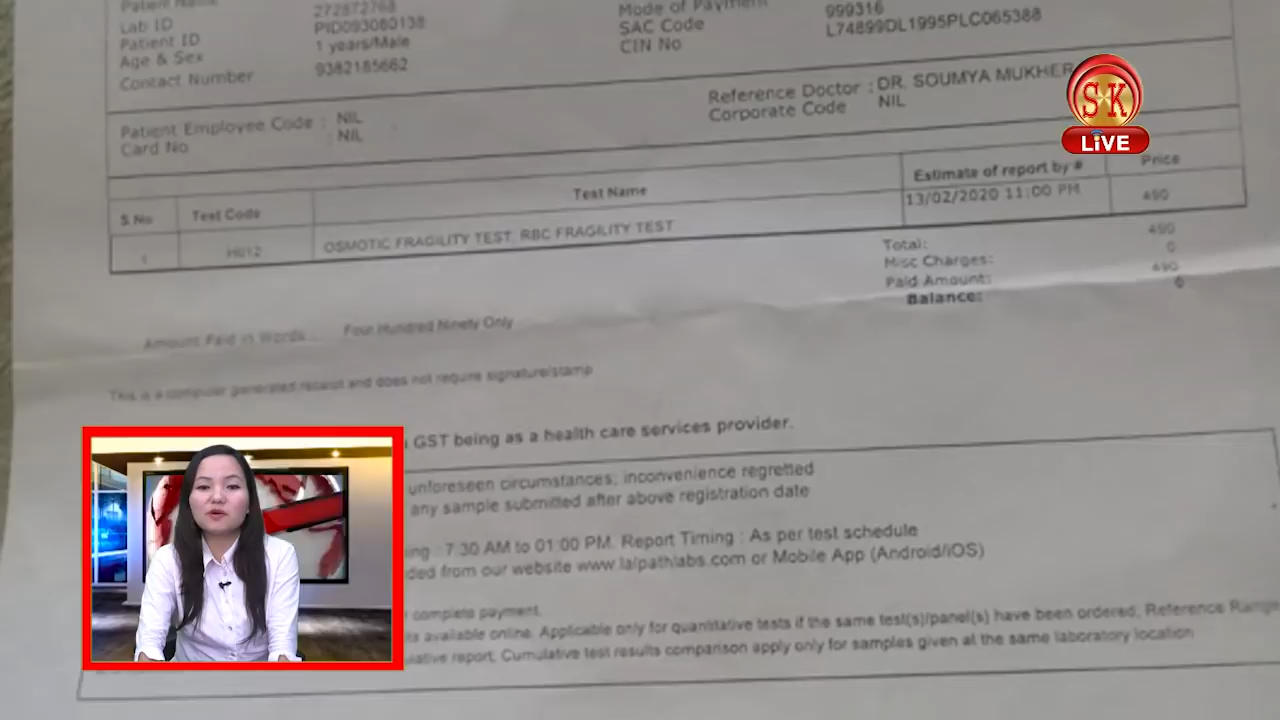 Patient Name
Lab ID 272872768
Patient ID PID093080138
Age & Sex 1 years/Male
Contact Number 9382185662
Mode of Payment
SAC Code 999316
CIN No L74899DL1995PLC065388
Patient Employee Code : NIL
Card No : NIL
Reference Doctor : DR. SOUMYA MUKHER
Corporate Code NIL
S.No Test Code Test Name Estimate of report by # Price
1 H012 OSMOTIC FRAGILITY TEST, RBC FRAGILITY TEST 13/02/2020 11:00 PM 490
Total: 490
Misc Charges: 0
Paid Amount: 490
Balance: 0
Amount Paid in Words : Four Hundred Ninety Only
This is a computer generated receipt and does not require signature/stamp
GST being as a health care services provider.
unforeseen circumstances; inconvenience regretted
any sample submitted after above registration date
: 7:30 AM to 01:00 PM. Report Timing : As per test schedule
from our website www.lalpathlabs.com or Mobile App (Android/iOS)
complete payment.
available online. Applicable only for quantitative tests if the same test(s)/panel(s) have been ordered, Reference Range
report. Cumulative test results comparison apply only for samples given at the same laboratory location
SK
LiVE